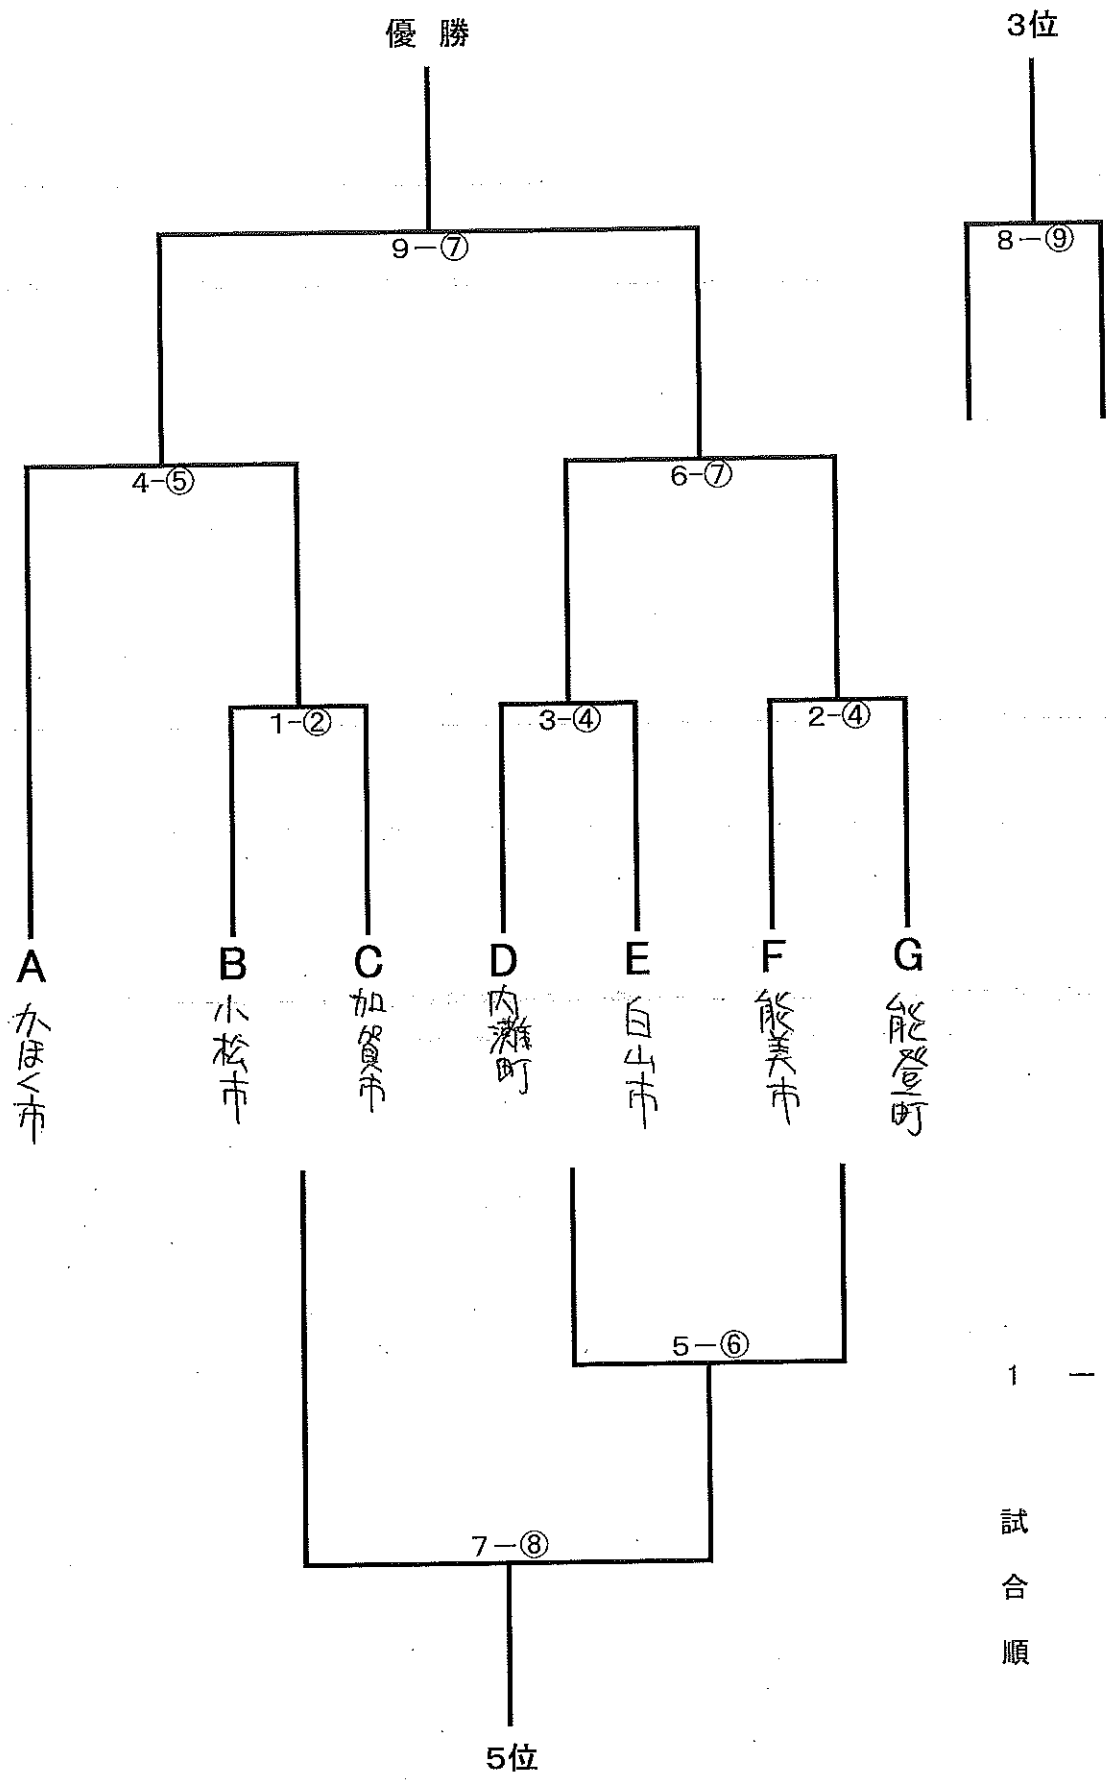 優 勝
3位
9-⑦
8-⑨
4-⑤
6-⑦
1-②
3-④
2-④
A
B
C
D
E
F
G
かほく市
小松市
加賀市
内灘町
白山市
能美市
能登町
5-⑥
7-⑧
1 ー
試合順
5位